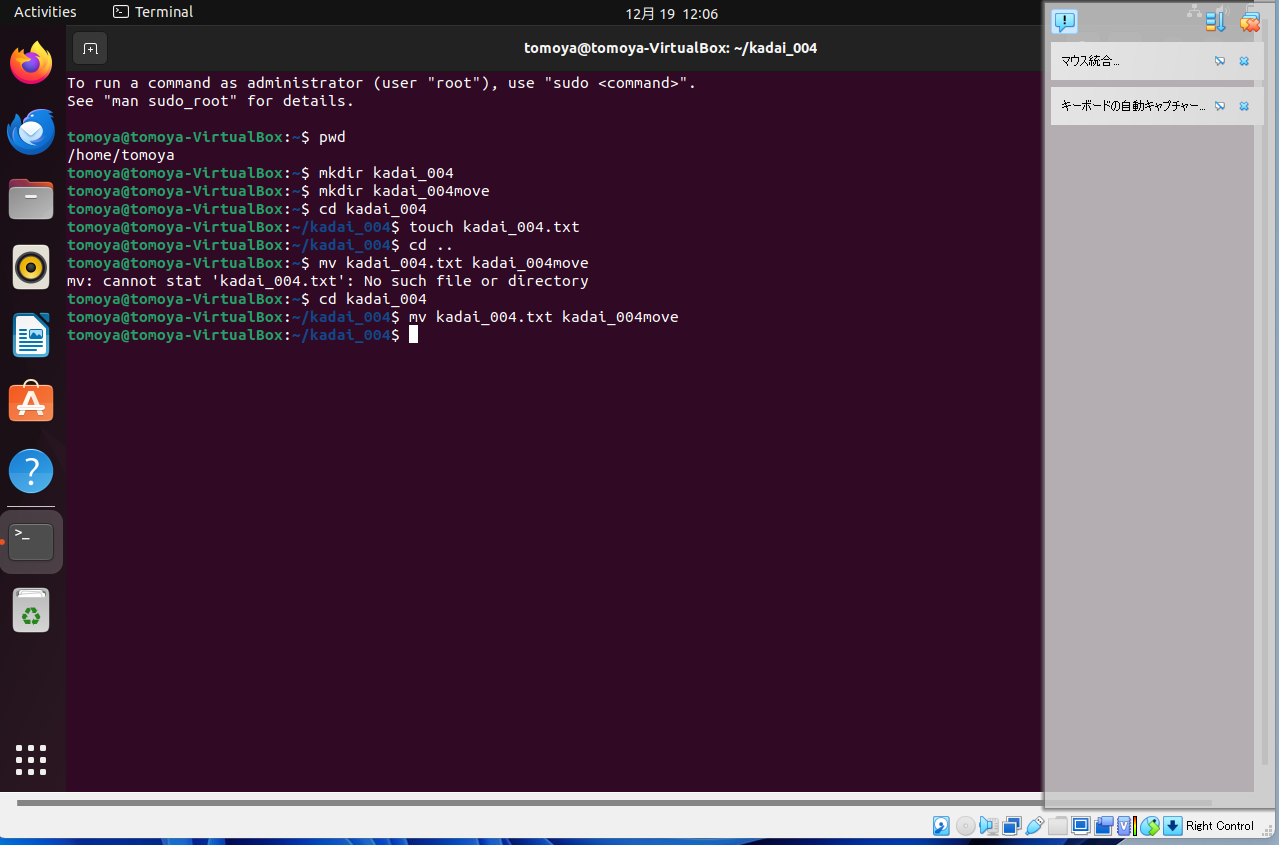 Activities
Terminal
12月 19 12:06
tomoya@tomoya-VirtualBox: ~/kadai_004
To run a command as administrator (user "root"), use "sudo <command>".
See "man sudo_root" for details.
tomoya@tomoya-VirtualBox:~$ pwd
/home/tomoya
tomoya@tomoya-VirtualBox:~$ mkdir kadai_004
tomoya@tomoya-VirtualBox:~$ mkdir kadai_004move
tomoya@tomoya-VirtualBox:~$ cd kadai_004
tomoya@tomoya-VirtualBox:~/kadai_004$ touch kadai_004.txt
tomoya@tomoya-VirtualBox:~/kadai_004$ cd ..
tomoya@tomoya-VirtualBox:~$ mv kadai_004.txt kadai_004move
mv: cannot stat 'kadai_004.txt': No such file or directory
tomoya@tomoya-VirtualBox:~$ cd kadai_004
tomoya@tomoya-VirtualBox:~/kadai_004$ mv kadai_004.txt kadai_004move
tomoya@tomoya-VirtualBox:~/kadai_004$
マウス統合...
キーボードの自動キャプチャー...
Right Control